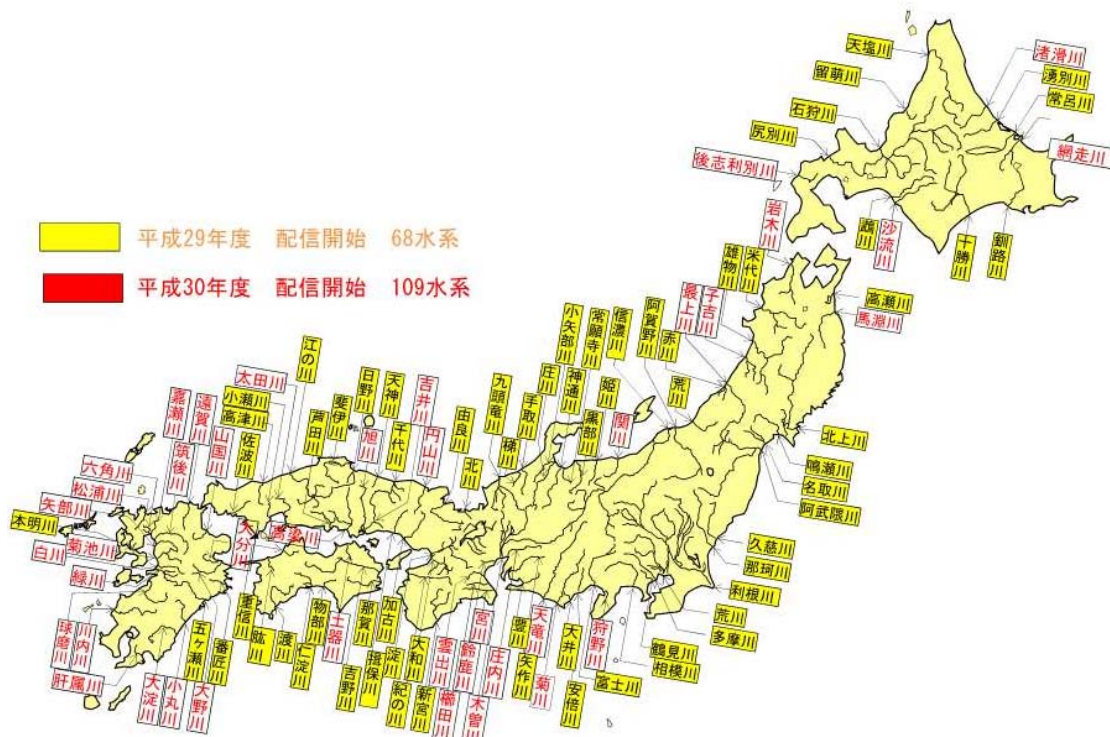 天塩川
渚滑川
留萌川
湧別川
石狩川
常呂川
尻別川
網走川
後志利別川
鵡川
沙流川
十勝川
釧路川
平成29年度 配信開始 68水系
平成30年度 配信開始 109水系
岩木川
米代川
雄物川
高瀬川
馬淵川
子吉川
最上川
赤川
荒川
阿賀野川
信濃川
関川
姫川
常願寺川
黒部川
小矢部川
神通川
庄川
手取川
梯川
九頭竜川
北川
由良川
円山川
吉井川
千代川
天神川
旭川
日野川
斐伊川
芦田川
江の川
太田川
小瀬川
高津川
佐波川
山国川
遠賀川
筑後川
嘉瀬川
六角川
松浦川
矢部川
本明川
菊池川
白川
緑川
球磨川
川内川
肝属川
大淀川
小丸川
五ヶ瀬川
大野川
番匠川
大分川
高梁川
重信川
肱川
渡川
仁淀川
物部川
土器川
吉野川
那賀川
揖保川
加古川
淀川
大和川
紀の川
新宮川
雲出川
櫛田川
宮川
鈴鹿川
木曽川
庄内川
豊川
矢作川
天竜川
菊川
大井川
安倍川
狩野川
富士川
相模川
鶴見川
多摩川
荒川
利根川
那珂川
久慈川
阿武隈川
名取川
鳴瀬川
北上川